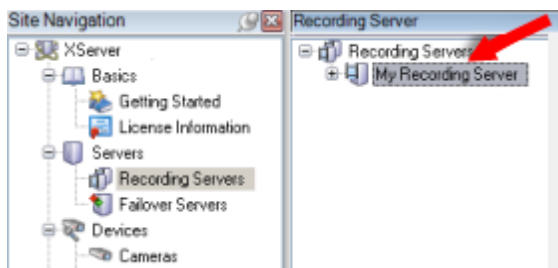 Site Navigation
XServer
Basics
Getting Started
License Information
Servers
Recording Servers
Failover Servers
Devices
Cameras
Recording Server
Recording Servers
My Recording Server